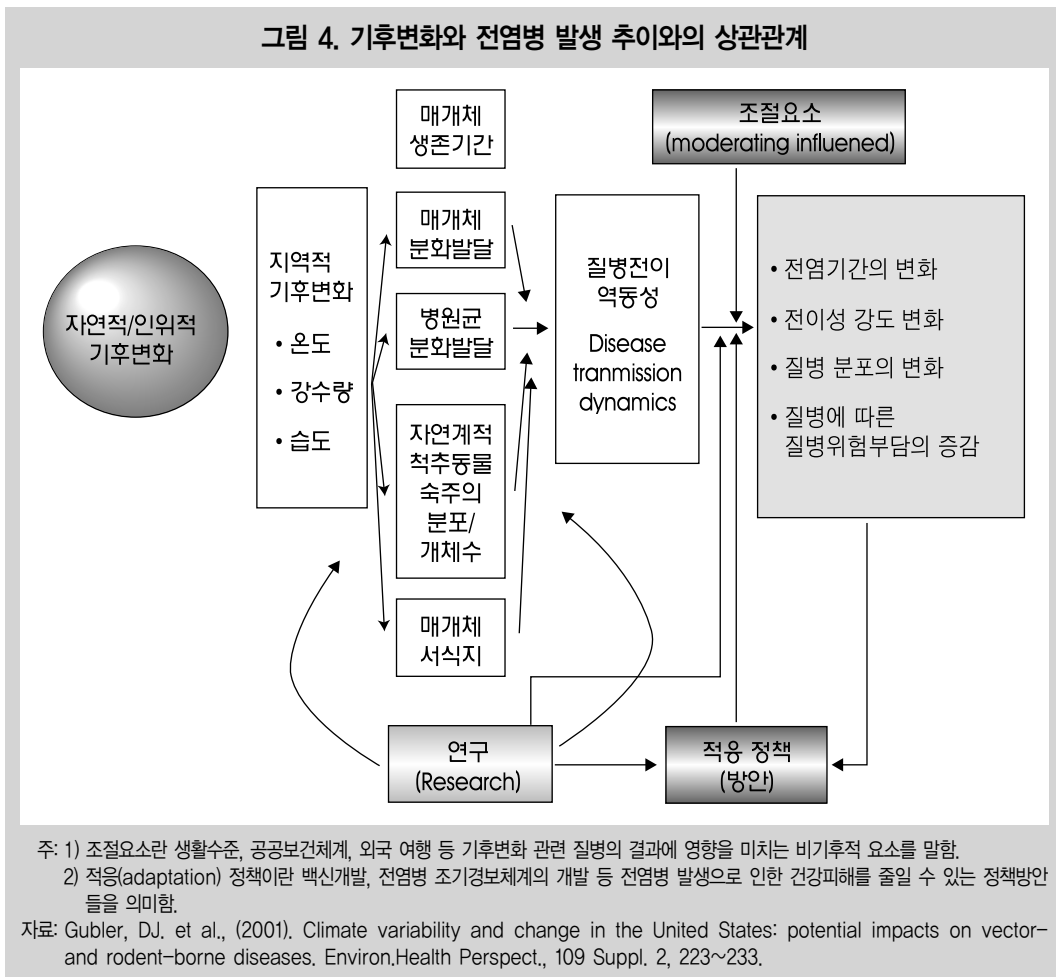 그림 4. 기후변화와 전염병 발생 추이와의 상관관계
자연적/인위적
기후변화
지역적
기후변화
• 온도
• 강수량
• 습도
매개체
생존기간
매개체
분화발달
병원균
분화발달
자연계적
척추동물
숙주의
분포/
개체수
매개체
서식지
질병전이
역동성
Disease
tranmission
dynamics
조절요소
(moderating influened)
• 전염기간의 변화
• 전이성 강도 변화
• 질병 분포의 변화
• 질병에 따른
질병위험부담의 증감
연구
(Research)
적응 정책
(방안)
주: 1) 조절요소란 생활수준, 공공보건체계, 외국 여행 등 기후변화 관련 질병의 결과에 영향을 미치는 비기후적 요소를 말함.
2) 적응(adaptation) 정책이란 백신개발, 전염병 조기경보체계의 개발 등 전염병 발생으로 인한 건강피해를 줄일 수 있는 정책방안
들을 의미함.
자료: Gubler, DJ. et al., (2001). Climate variability and change in the United States: potential impacts on vector-
and rodent-borne diseases. Environ.Health Perspect., 109 Suppl. 2, 223~233.